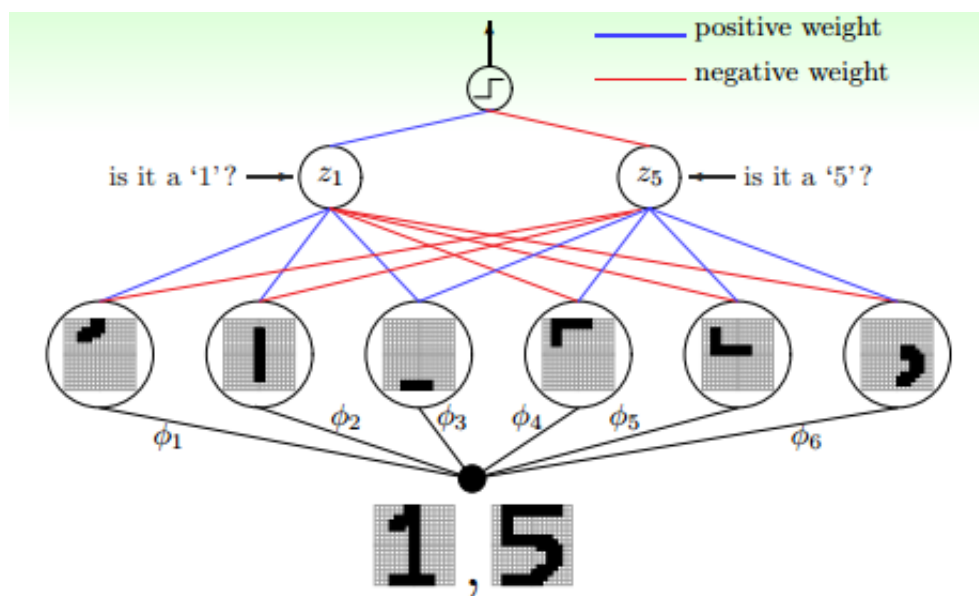 positive weight
negative weight
is it a ‘1’?
z₁
z₅
is it a ‘5’?
ϕ₁
ϕ₂
ϕ₃
ϕ₄
ϕ₅
ϕ₆
1 , 5